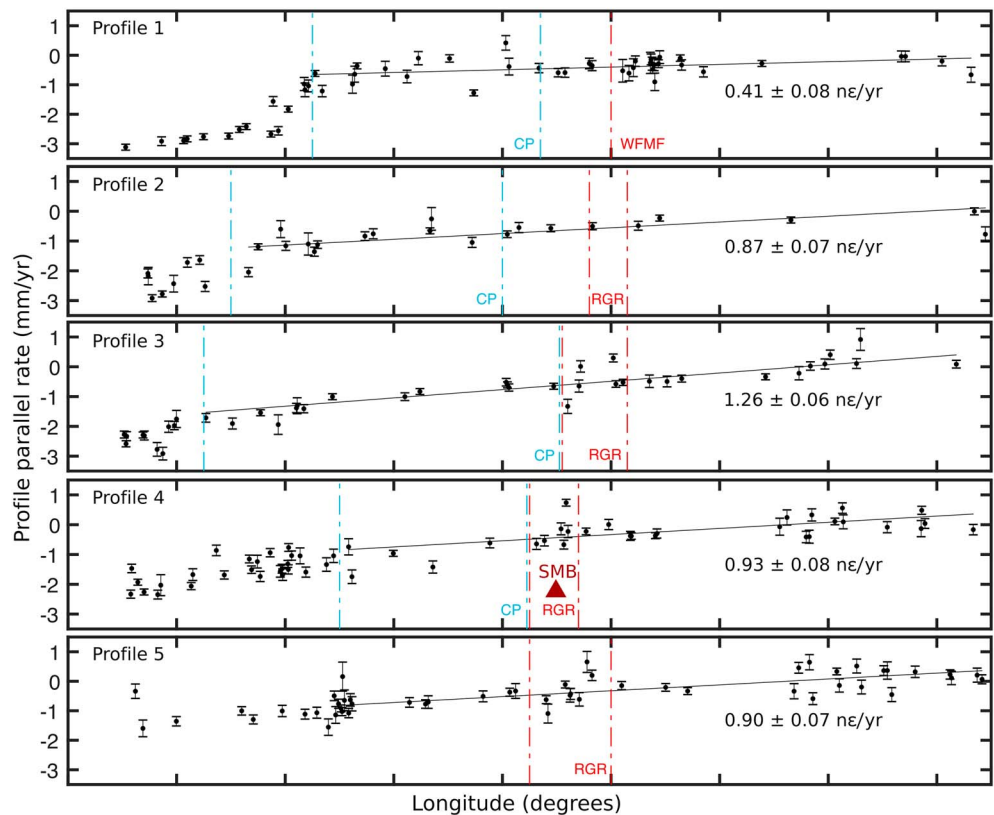 Profile parallel rate (mm/yr)
1
0
-1
-2
-3
Profile 1
0.41 ± 0.08 nε/yr
CP
WFMF
1
0
-1
-2
-3
Profile 2
0.87 ± 0.07 nε/yr
CP
RGR
1
0
-1
-2
-3
Profile 3
1.26 ± 0.06 nε/yr
CP
RGR
1
0
-1
-2
-3
Profile 4
0.93 ± 0.08 nε/yr
SMB
CP
RGR
1
0
-1
-2
-3
Profile 5
0.90 ± 0.07 nε/yr
RGR
Longitude (degrees)